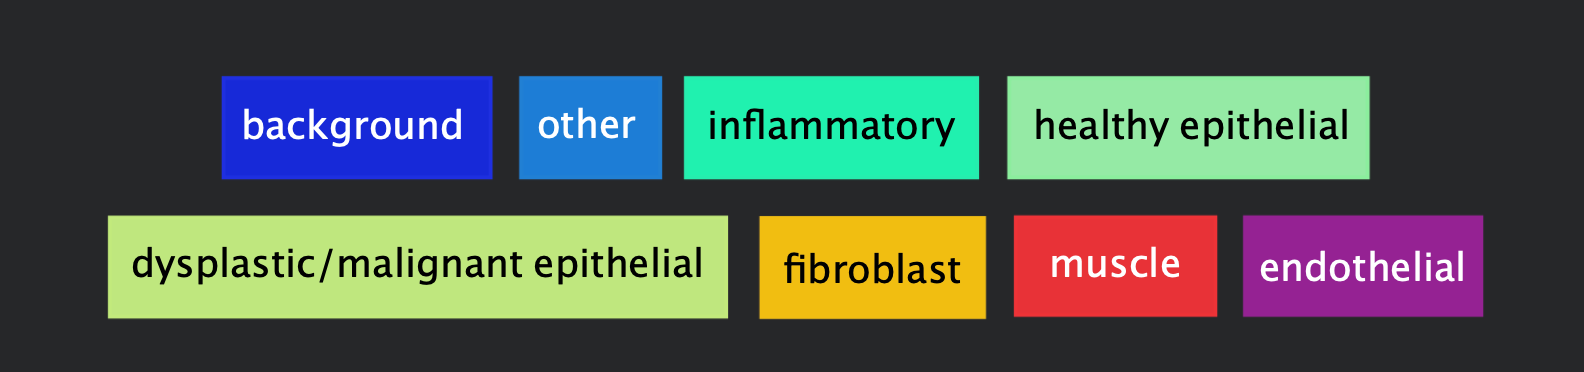 background other inflammatory healthy epithelial
dysplastic/malignant epithelial fibroblast muscle endothelial